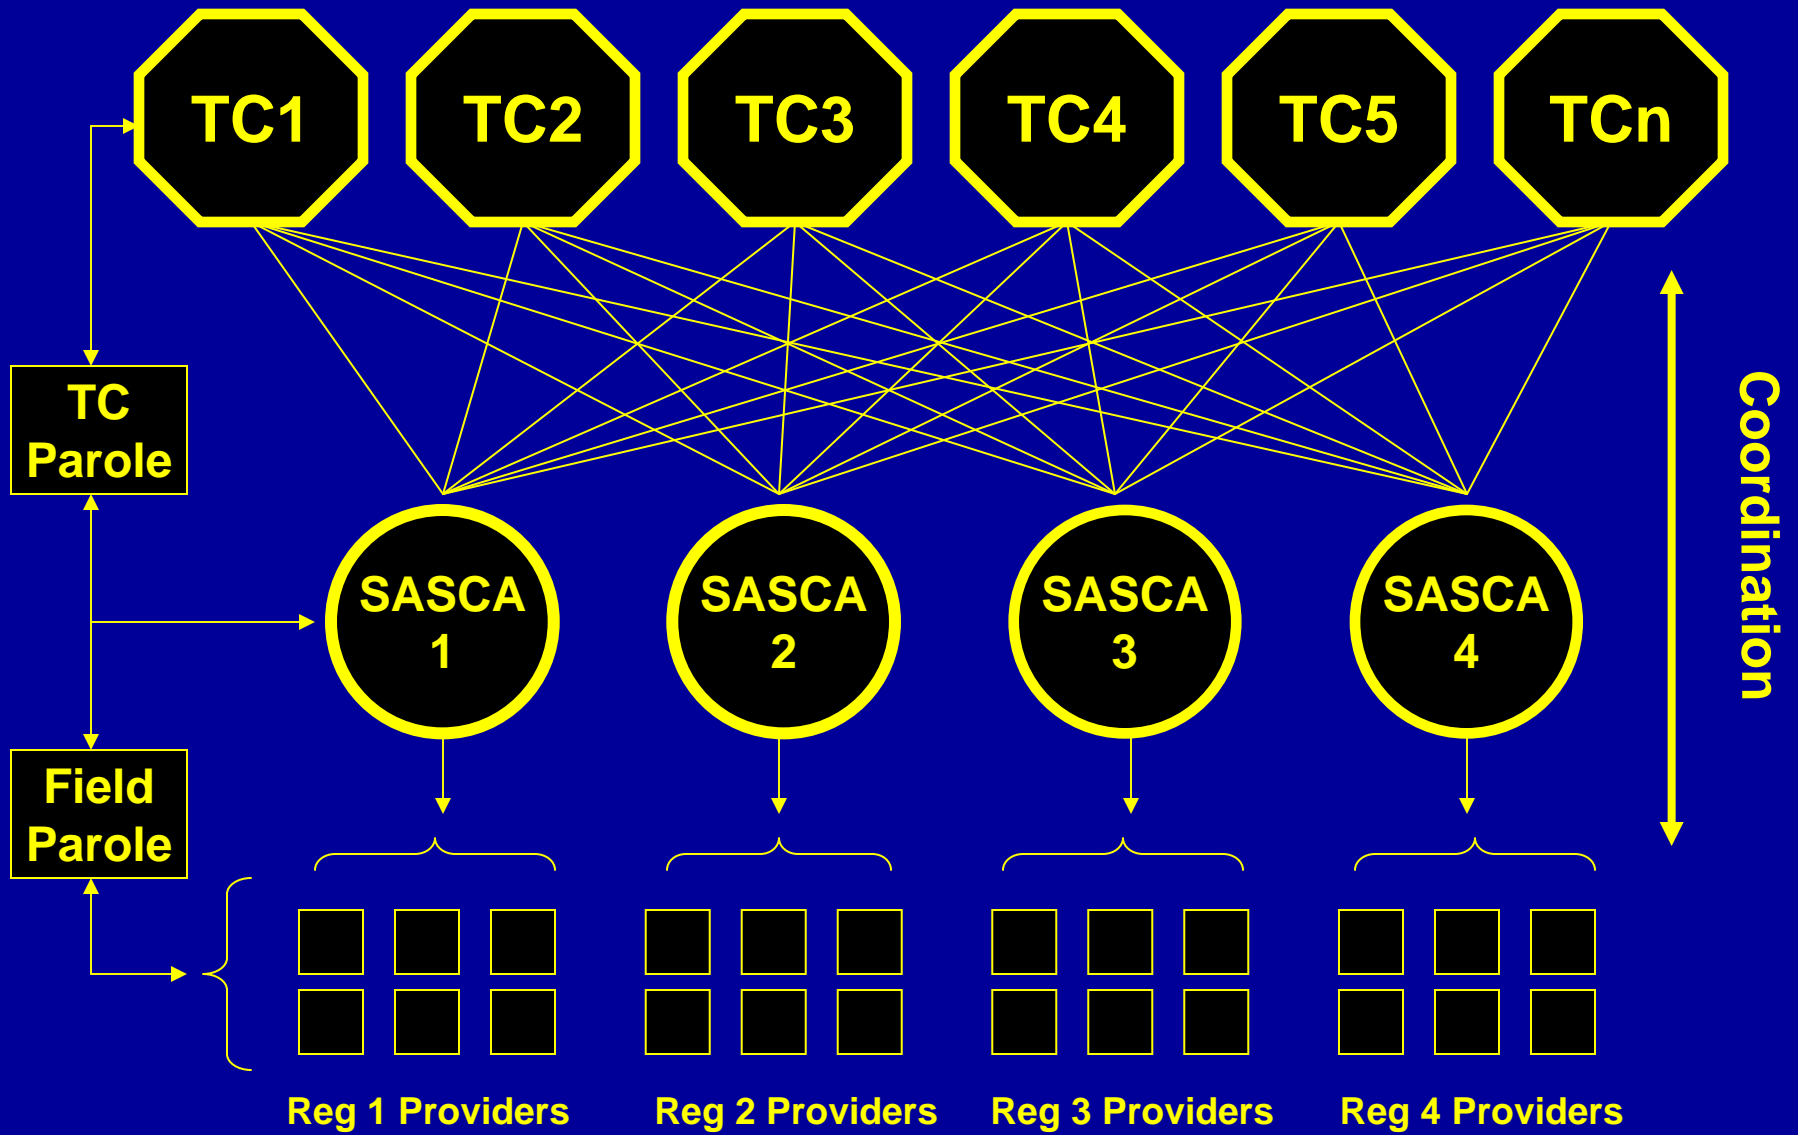 TC1
TC2
TC3
TC4
TC5
TCn
TC
Parole
Coordination
SASCA
1
SASCA
2
SASCA
3
SASCA
4
Field
Parole
Reg 1 Providers
Reg 2 Providers
Reg 3 Providers
Reg 4 Providers